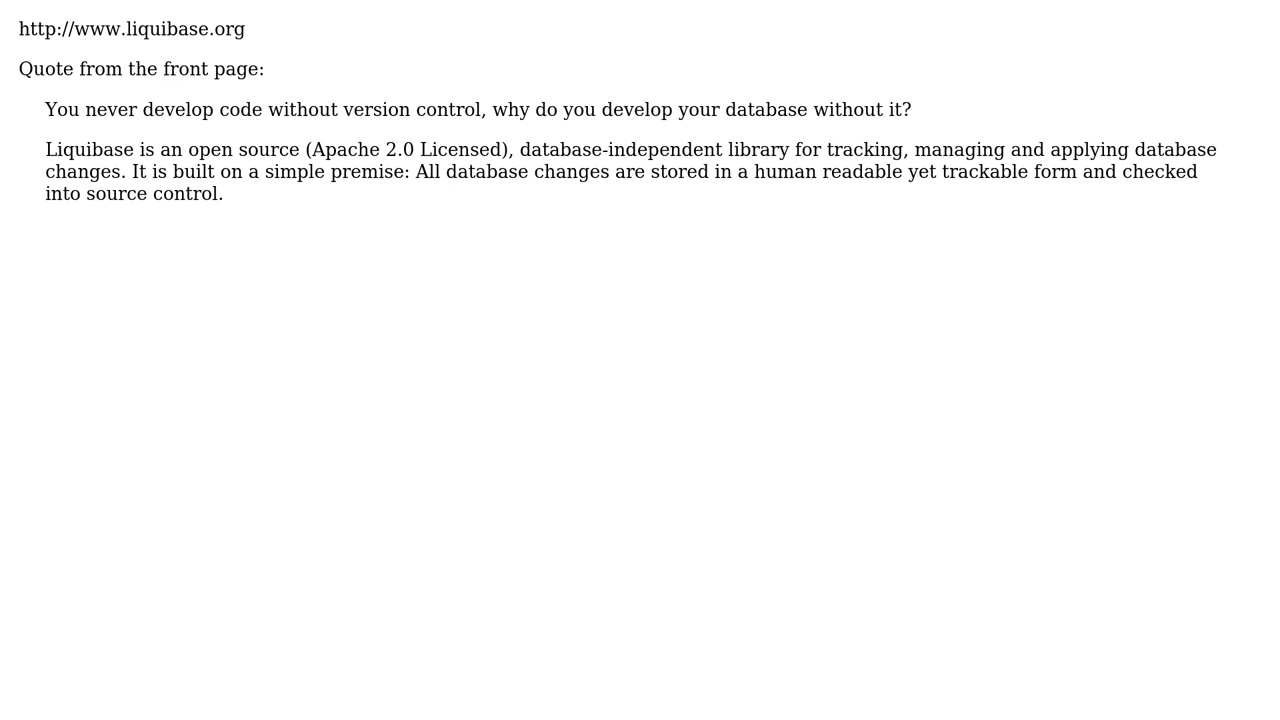 http://www.liquibase.org
Quote from the front page:
You never develop code without version control, why do you develop your database without it?
Liquibase is an open source (Apache 2.0 Licensed), database-independent library for tracking, managing and applying database
changes. It is built on a simple premise: All database changes are stored in a human readable yet trackable form and checked
into source control.